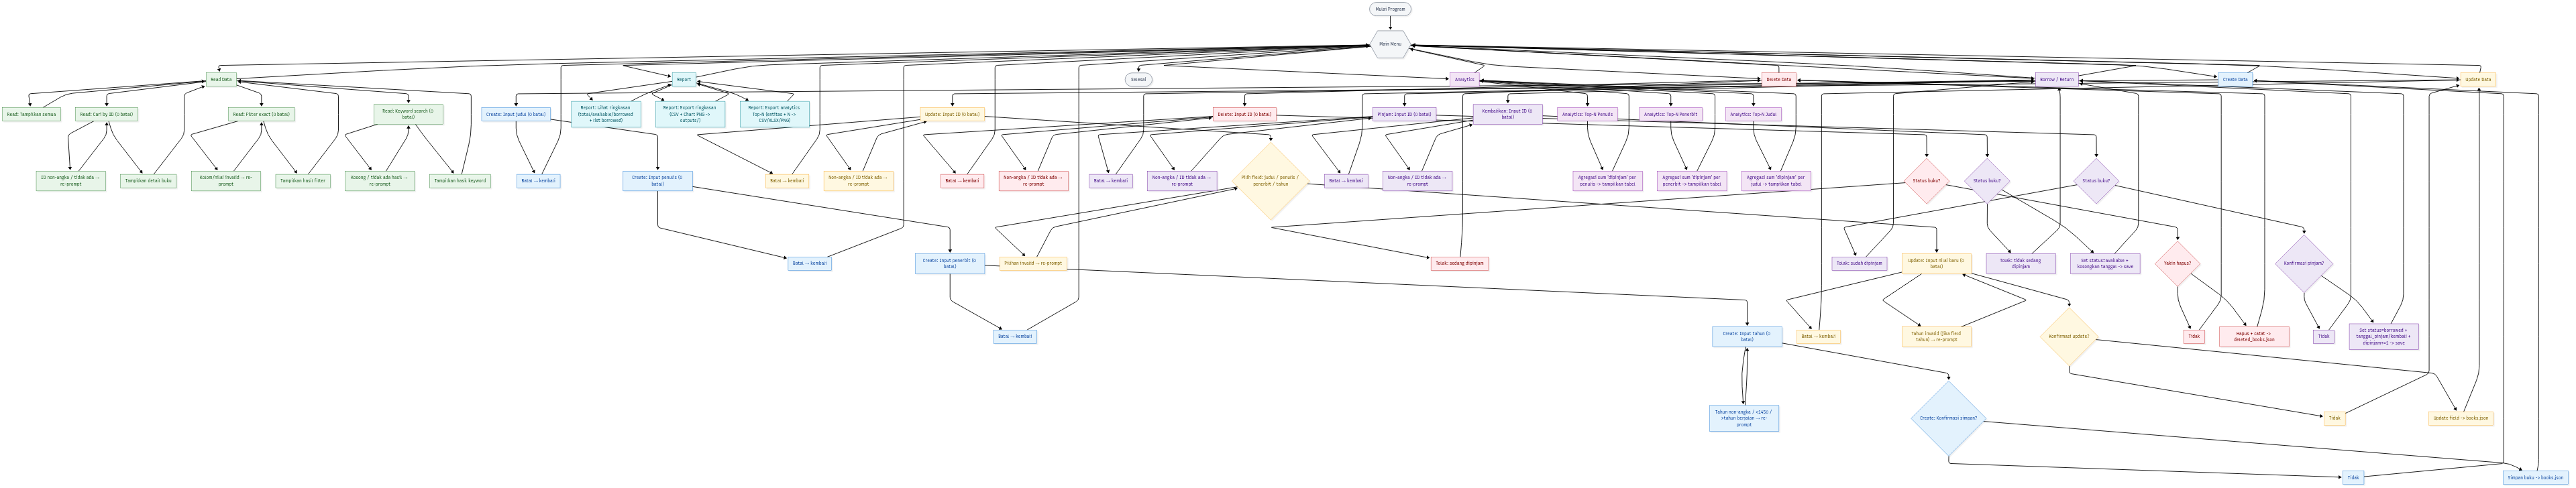 Mulai Program
Main Menu
Read Data
Report
Selesai
Analytics
Delete Data
Borrow / Return
Create Data
Update Data
Read: Tampilkan semua
Read: Cari by ID (0 batal)
Read: Filter exact (0 batal)
Read: Keyword search (0
batal)
Create: Input judul (0 batal)
Report: Lihat ringkasan
(total/available/borrowed
+ list borrowed)
Report: Export ringkasan
(CSV + Chart PNG ->
outputs/)
Report: Export analytics
Top-N (entitas + N ->
CSV/XLSX/PNG)
Update: Input ID (0 batal)
Delete: Input ID (0 batal)
Pinjam: Input ID (0 batal)
Kembalikan: Input ID (0
batal)
Analytics: Top-N Penulis
Analytics: Top-N Penerbit
Analytics: Top-N Judul
ID non-angka / tidak ada →
re-prompt
Tampilkan detail buku
Kolom/nilai invalid → re-
prompt
Tampilkan hasil filter
Kosong / tidak ada hasil →
re-prompt
Tampilkan hasil keyword
Batal → kembali
Create: Input penulis (0
batal)
Batal → kembali
Non-angka / ID tidak ada →
re-prompt
Batal → kembali
Non-angka / ID tidak ada →
re-prompt
Batal → kembali
Non-angka / ID tidak ada →
re-prompt
Pilih field: judul / penulis /
penerbit / tahun
Batal → kembali
Non-angka / ID tidak ada →
re-prompt
Agregasi sum 'dipinjam' per
penulis -> tampilkan tabel
Agregasi sum 'dipinjam' per
penerbit -> tampilkan tabel
Agregasi sum 'dipinjam' per
judul -> tampilkan tabel
Status buku?
Status buku?
Status buku?
Batal → kembali
Create: Input penerbit (0
batal)
Pilihan invalid → re-prompt
Tolak: sedang dipinjam
Tolak: sudah dipinjam
Update: Input nilai baru (0
batal)
Tolak: tidak sedang
dipinjam
Set status=available +
kosongkan tanggal -> save
Yakin hapus?
Konfirmasi pinjam?
Batal → kembali
Create: Input tahun (0
batal)
Batal → kembali
Tahun invalid (jika field
tahun) → re-prompt
Konfirmasi update?
Tidak
Hapus + catat ->
deleted_books.json
Tidak
Set status=borrowed +
tanggal_pinjam/kembali +
dipinjam+=1 -> save
Tahun non-angka / <1450 /
>tahun berjalan → re-
prompt
Create: Konfirmasi simpan?
Tidak
Update field -> books.json
Tidak
Simpan buku -> books.json